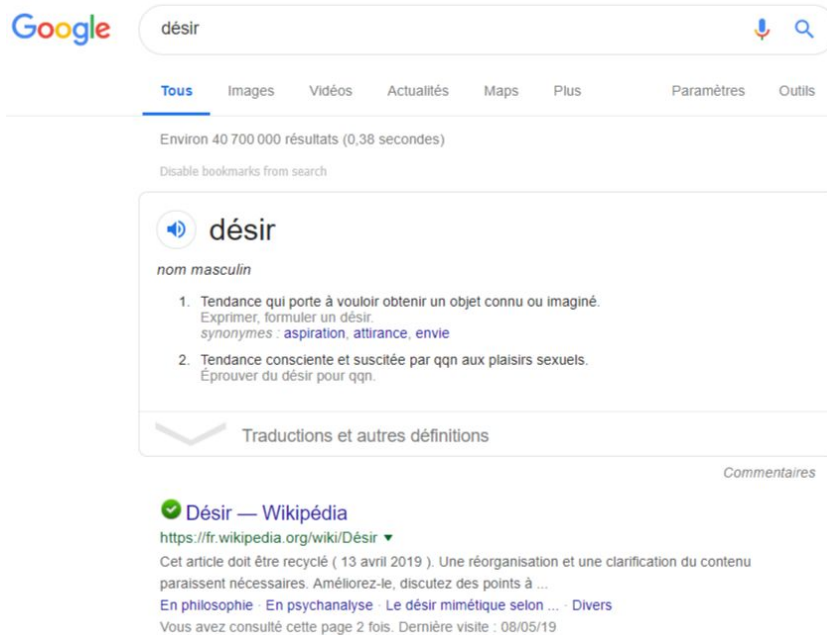 Google désir
Tous Images Vidéos Actualités Maps Plus Paramètres Outils
Environ 40 700 000 résultats (0,38 secondes)
Disable bookmarks from search
désir
nom masculin
1. Tendance qui porte à vouloir obtenir un objet connu ou imaginé.
Exprimer, formuler un désir.
synonymes : aspiration, attirance, envie
2. Tendance consciente et suscitée par qqn aux plaisirs sexuels.
Éprouver du désir pour qqn.
Traductions et autres définitions
Commentaires
Désir — Wikipédia
https://fr.wikipedia.org/wiki/Désir
Cet article doit être recyclé ( 13 avril 2019 ). Une réorganisation et une clarification du contenu
paraissent nécessaires. Améliorez-le, discutez des points à ...
En philosophie · En psychanalyse · Le désir mimétique selon ... · Divers
Vous avez consulté cette page 2 fois. Dernière visite : 08/05/19